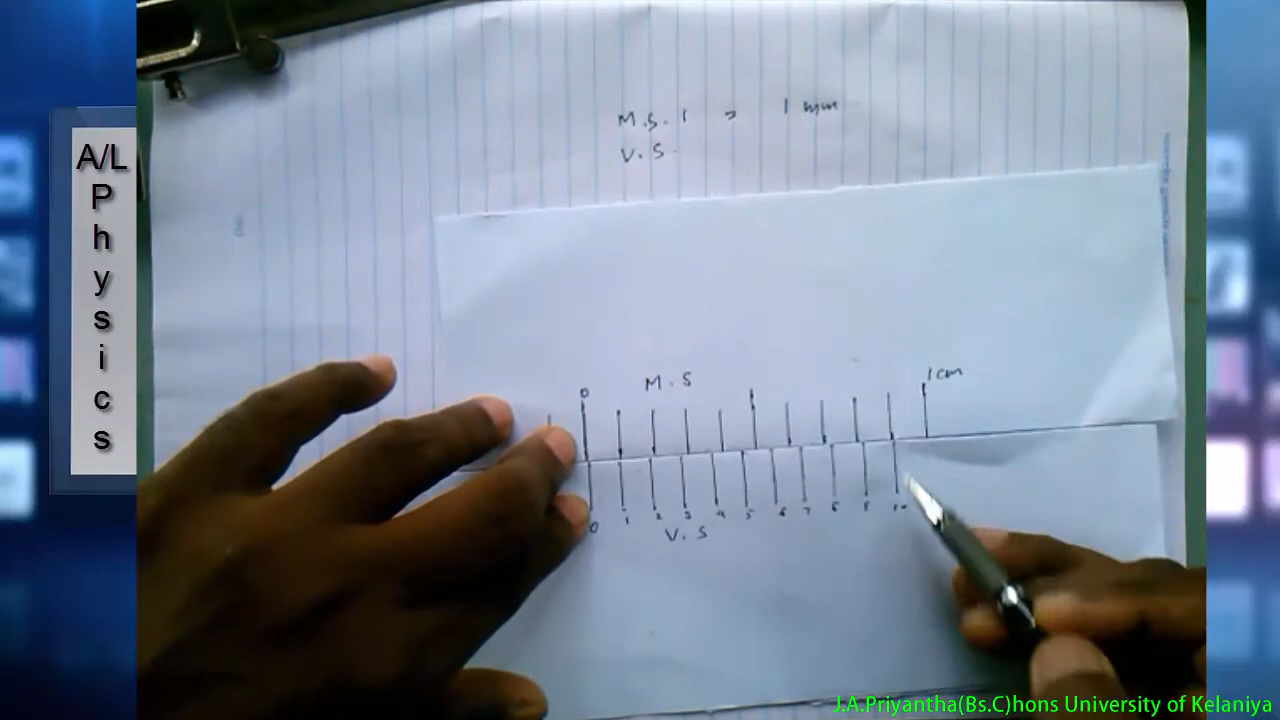 A/L
Physics
M.S. 1 = 1 mm
V.S.
0 M.S 1cm
0 1 2 3 4 5 6 7 8 9 10
V.S
J.A.Priyantha(Bs.C)hons University of Kelaniya